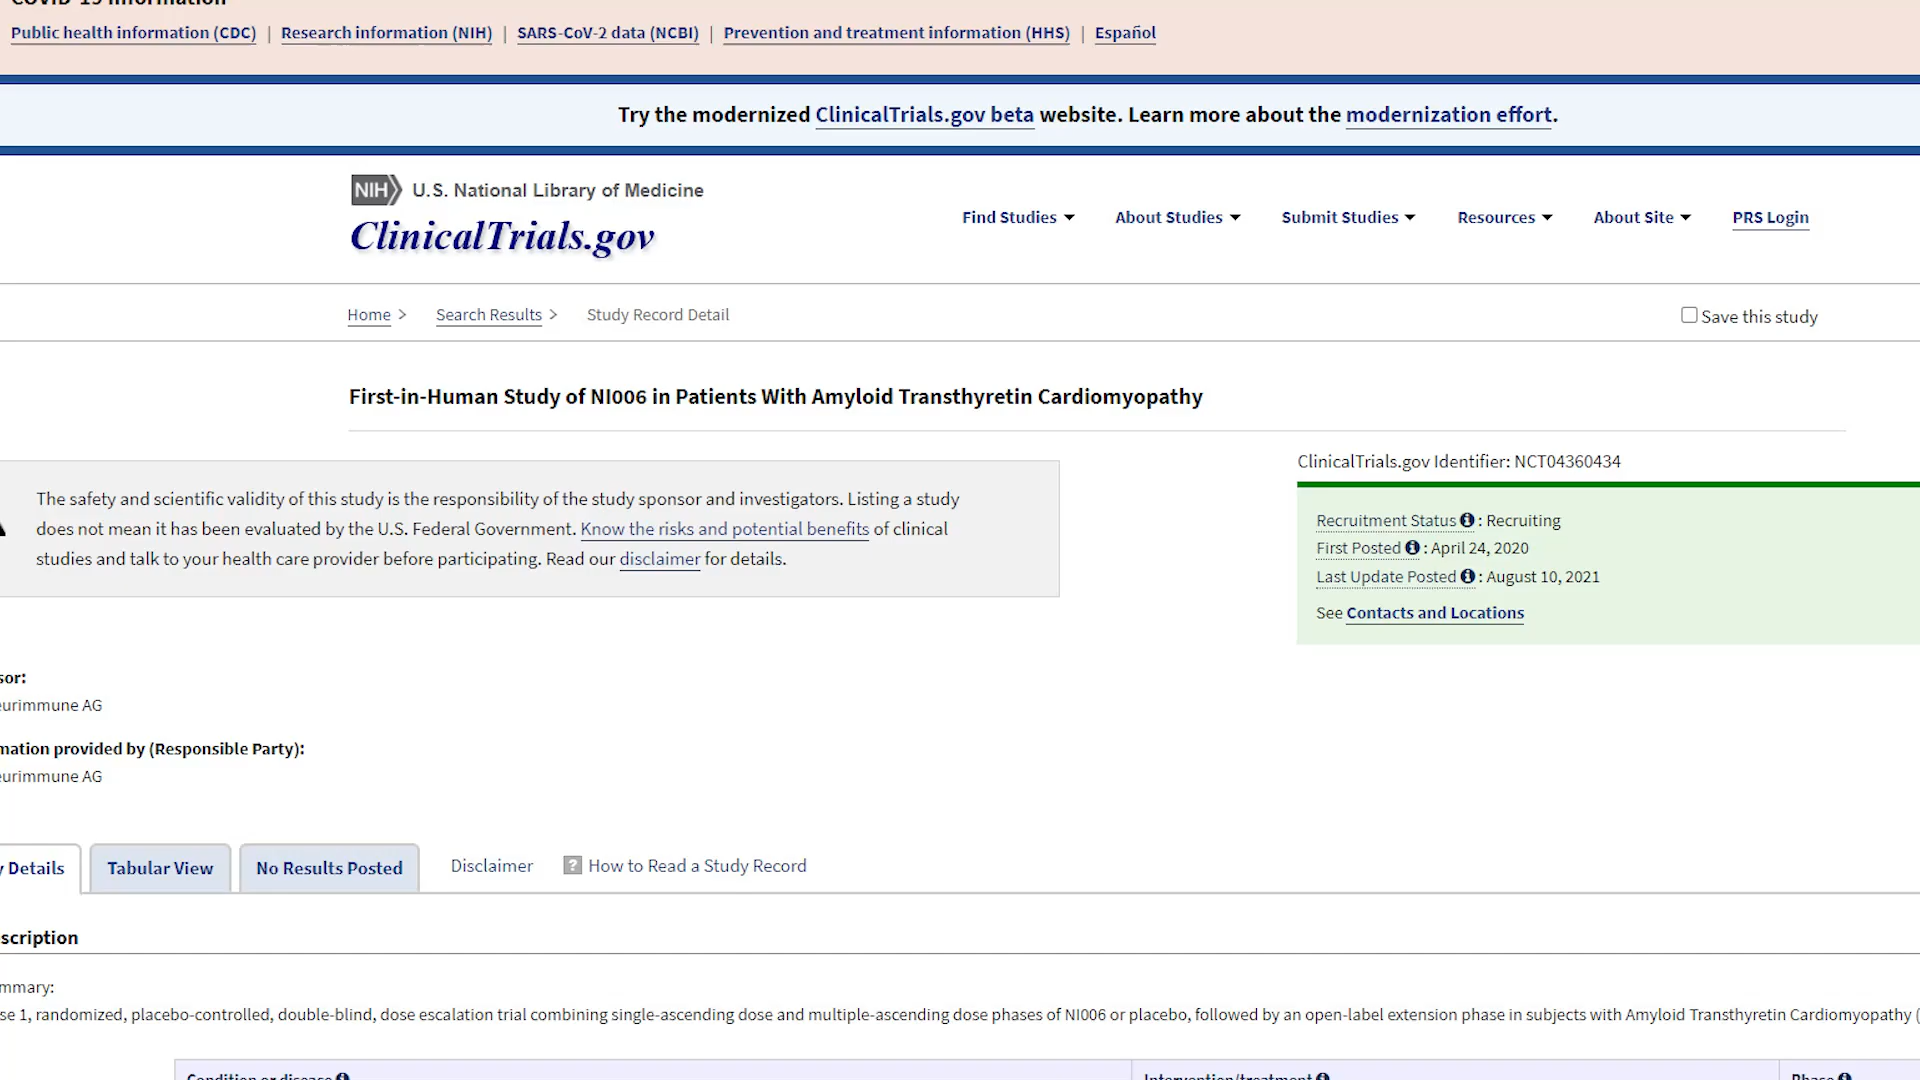 COVID-19 Information
Public health information (CDC) | Research information (NIH) | SARS-CoV-2 data (NCBI) | Prevention and treatment information (HHS) | Español
Try the modernized ClinicalTrials.gov beta website. Learn more about the modernization effort.
NIH U.S. National Library of Medicine
ClinicalTrials.gov
Find Studies About Studies Submit Studies Resources About Site PRS Login
Home > Search Results > Study Record Detail
Save this study
First-in-Human Study of NI006 in Patients With Amyloid Transthyretin Cardiomyopathy
The safety and scientific validity of this study is the responsibility of the study sponsor and investigators. Listing a study
does not mean it has been evaluated by the U.S. Federal Government. Know the risks and potential benefits of clinical
studies and talk to your health care provider before participating. Read our disclaimer for details.
ClinicalTrials.gov Identifier: NCT04360434
Recruitment Status : Recruiting
First Posted : April 24, 2020
Last Update Posted : August 10, 2021
See Contacts and Locations
sor:
eurimmune AG
mation provided by (Responsible Party):
eurimmune AG
y Details Tabular View No Results Posted Disclaimer ? How to Read a Study Record
scription
mmary:
se 1, randomized, placebo-controlled, double-blind, dose escalation trial combining single-ascending dose and multiple-ascending dose phases of NI006 or placebo, followed by an open-label extension phase in subjects with Amyloid Transthyretin Cardiomyopathy (
Condition or disease Intervention/treatment Phase